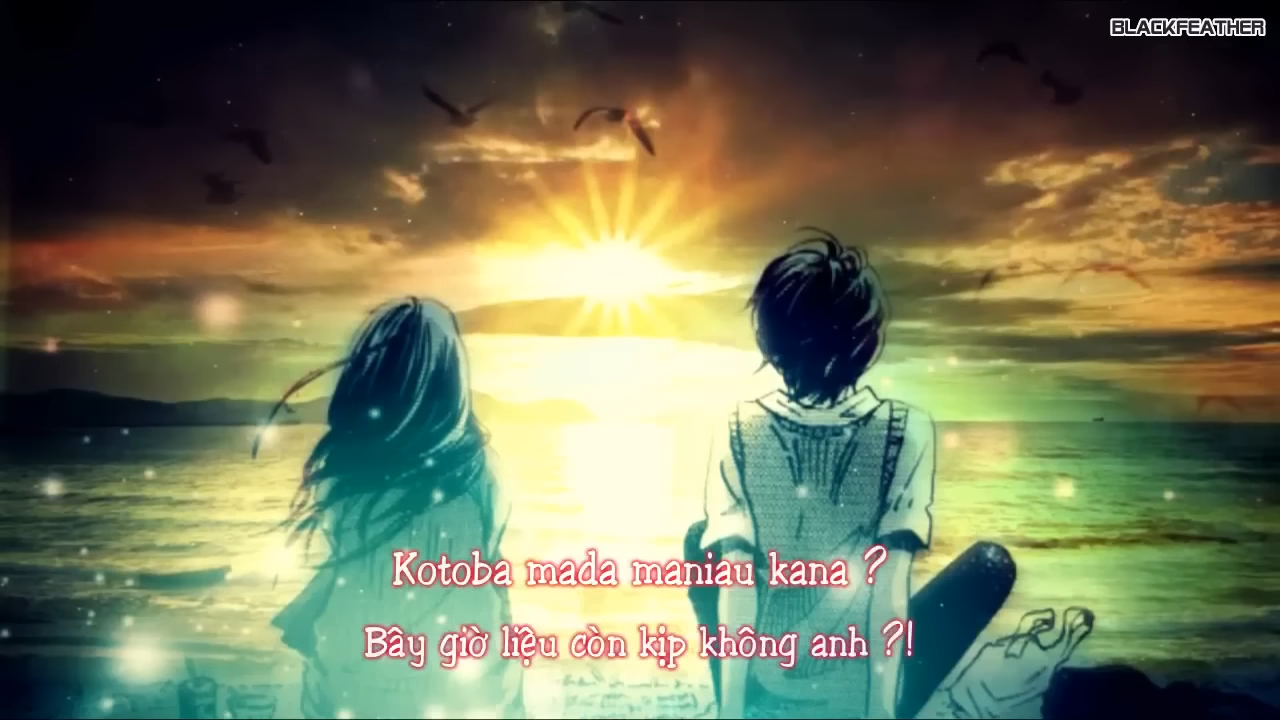 BLACKFEATHER
Kotoba mada maniau kana ?
Bây giờ liệu còn kịp không anh ?!